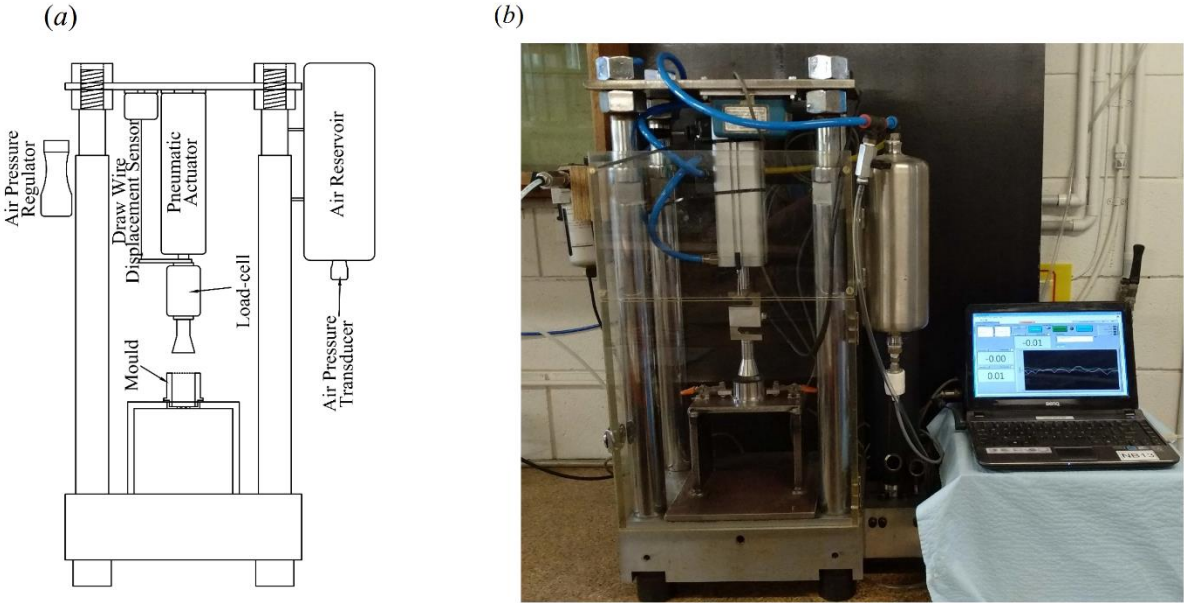 (a)
(b)
Air Pressure
Regulator
Draw Wire
Displacement Sensor
Pneumatic
Actuator
Air Reservoir
Load-cell
Mould
Air Pressure
Transducer
-0.01
-0.00
0.01
BenQ
NB13